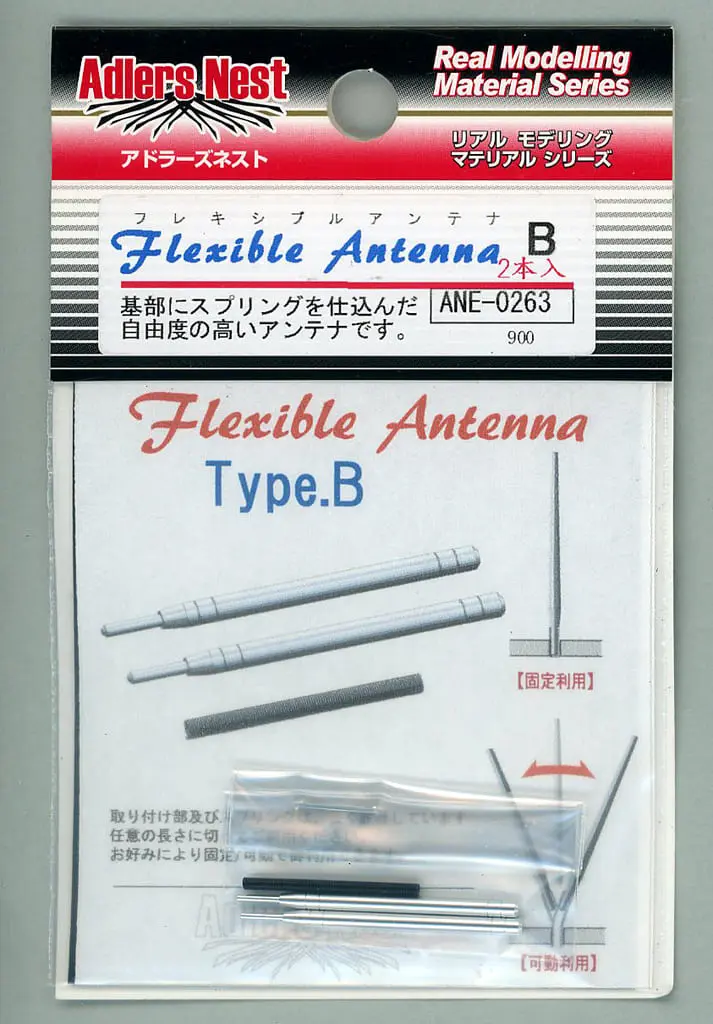 Adlers Nest
アドラーズネスト
Real Modelling
Material Series
リアル モデリング
マテリアル シリーズ
フレキシブルアンテナ
Flexible Antenna B
2本入
基部にスプリングを仕込んだ
自由度の高いアンテナです。
ANE-0263
900
Flexible Antenna
Type.B
【固定利用】
取り付け部及び
任意の長さに切
お好みにより固定/可動で
【可動利用】
Adlers Nest